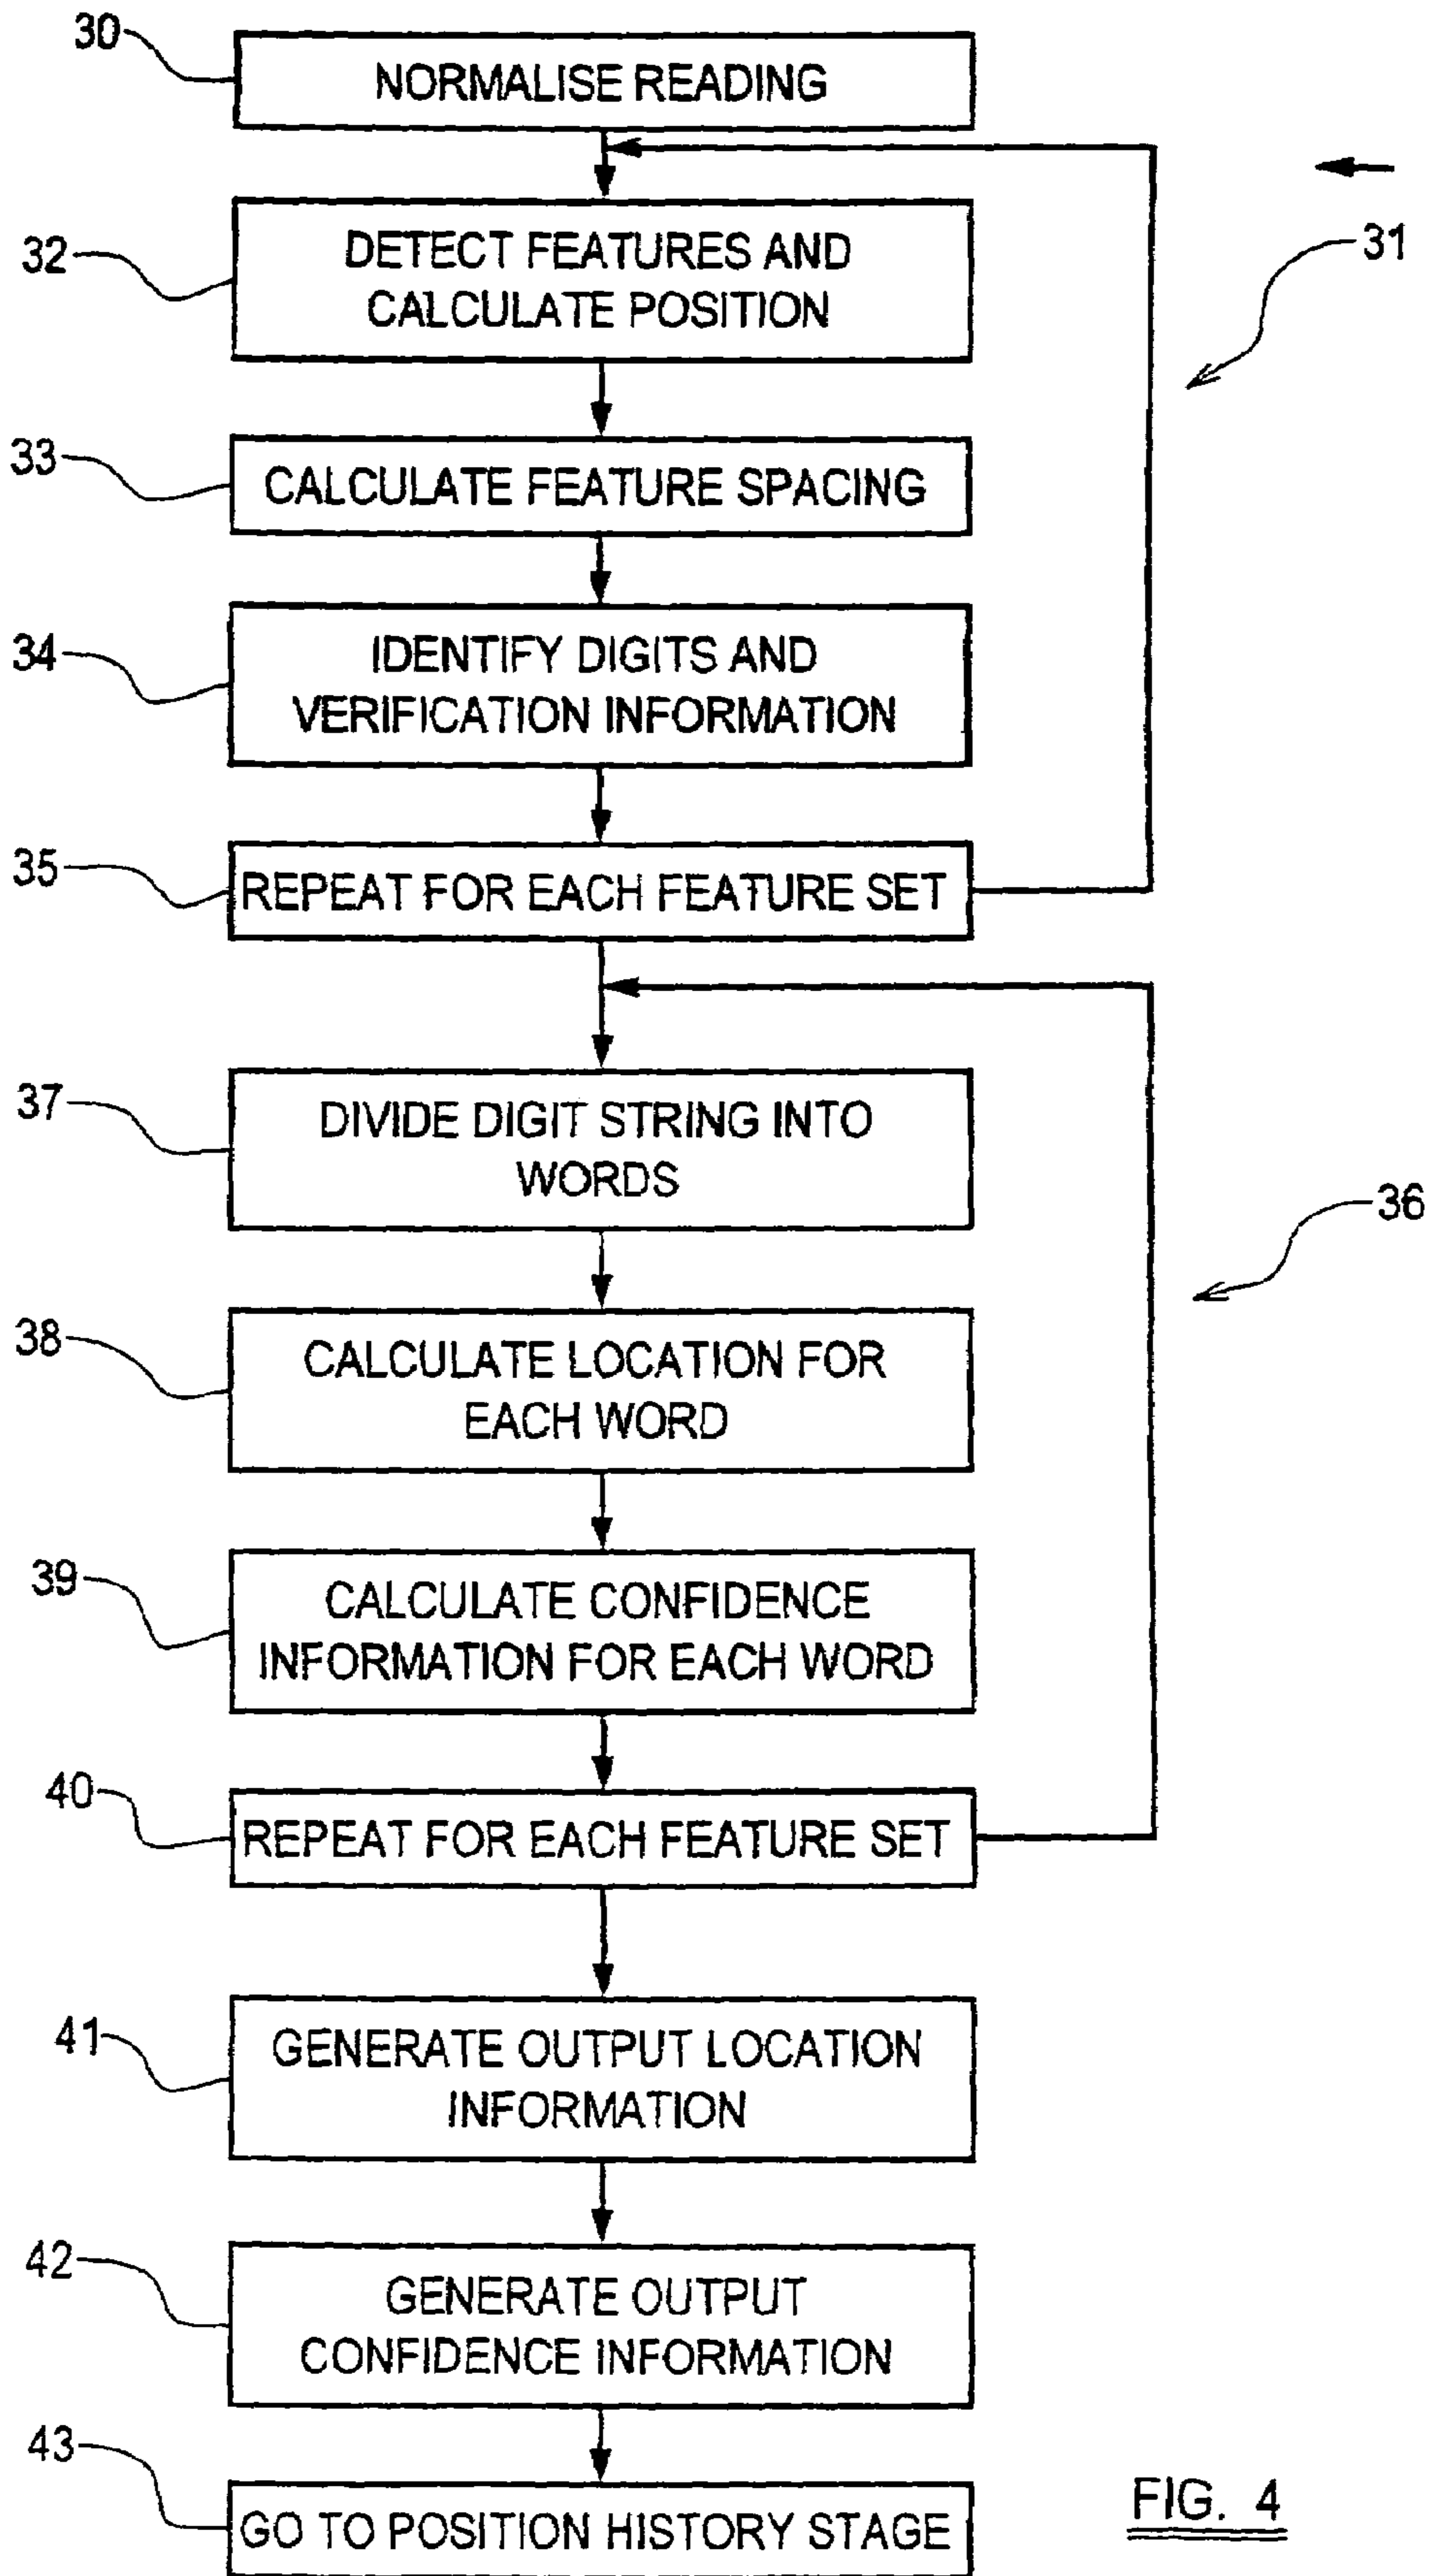 30
NORMALISE READING
31
32
DETECT FEATURES AND
CALCULATE POSITION
33
CALCULATE FEATURE SPACING
34
IDENTIFY DIGITS AND
VERIFICATION INFORMATION
35
REPEAT FOR EACH FEATURE SET
36
37
DIVIDE DIGIT STRING INTO
WORDS
38
CALCULATE LOCATION FOR
EACH WORD
39
CALCULATE CONFIDENCE
INFORMATION FOR EACH WORD
40
REPEAT FOR EACH FEATURE SET
41
GENERATE OUTPUT LOCATION
INFORMATION
42
GENERATE OUTPUT
CONFIDENCE INFORMATION
43
GO TO POSITION HISTORY STAGE
FIG. 4